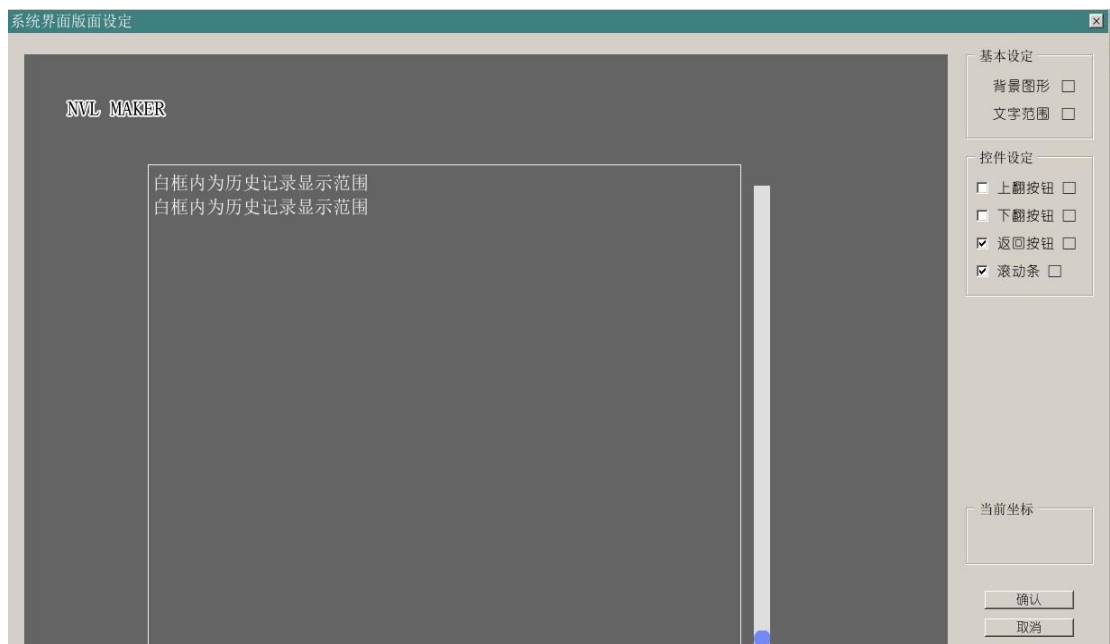 系统界面版面设定
NVL MAKER
白框内为历史记录显示范围
白框内为历史记录显示范围
基本设定
背景图形
文字范围
控件设定
上翻按钮
下翻按钮
返回按钮
滚动条
当前坐标
确认
取消